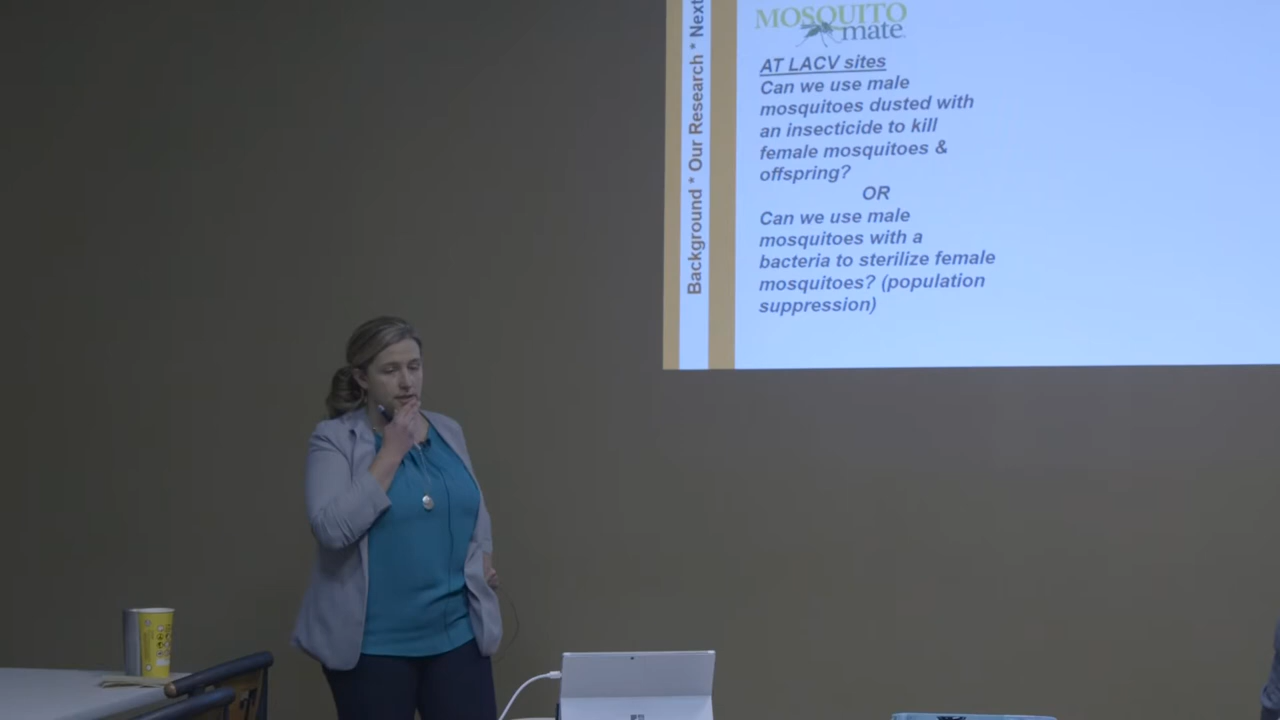 MOSQUITO
mate
Background * Our Research * Next
AT LACV sites
Can we use male
mosquitoes dusted with
an insecticide to kill
female mosquitoes &
offspring?
OR
Can we use male
mosquitoes with a
bacteria to sterilize female
mosquitoes? (population
suppression)